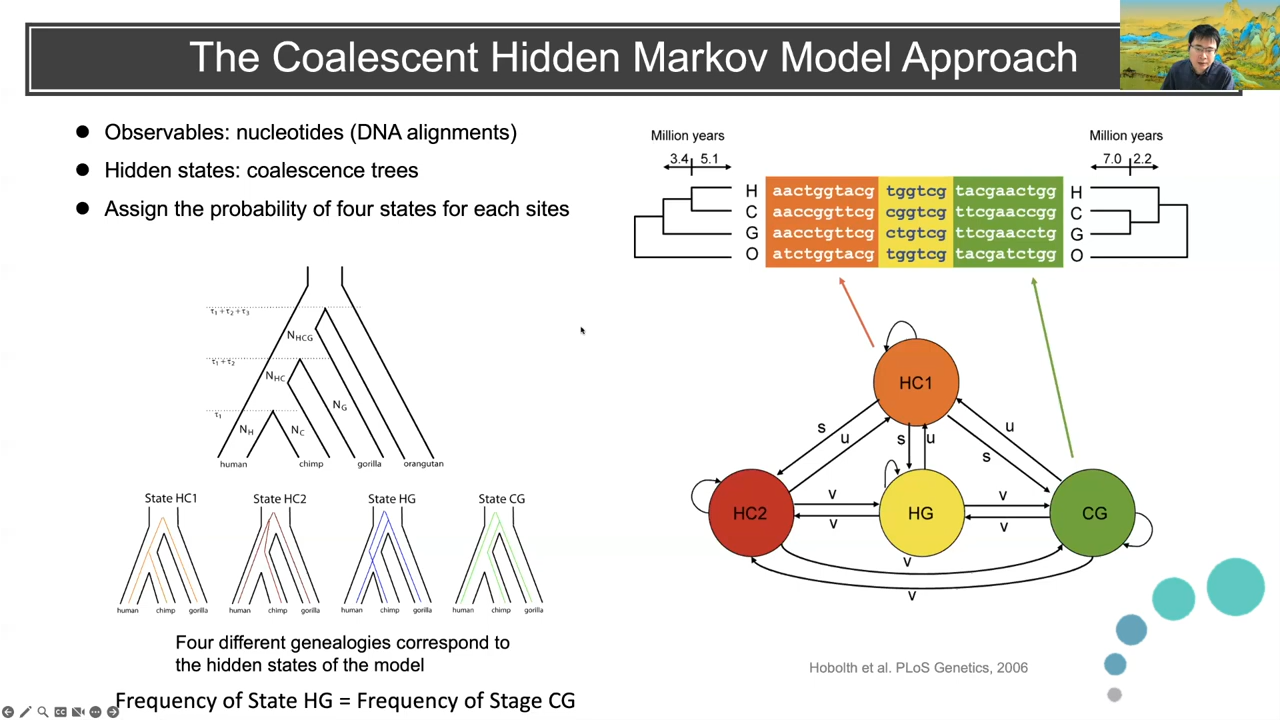 The Coalescent Hidden Markov Model Approach
● Observables: nucleotides (DNA alignments)
● Hidden states: coalescence trees
● Assign the probability of four states for each sites
Million years
3.4 5.1
H aactggtacg tggtcg tacgaactgg H
C aaccggttcg cggtcg ttcgaaccgg C
G aacctgttcg ctgtcg ttcgaacctg G
O atctggtacg tggtcg tacgatctgg O
Million years
7.0 2.2
τ₁+τ₂+τ₃
N_HCG
τ₁+τ₂
N_HC
N_G
τ₁
N_H
N_C
human
chimp
gorilla
orangutan
State HC1
State HC2
State HG
State CG
human chimp gorilla
human chimp gorilla
human chimp gorilla
human chimp gorilla
Four different genealogies correspond to
the hidden states of the model
Frequency of State HG = Frequency of Stage CG
HC1
s
u
s
u
u
s
HC2
v
v
HG
v
v
CG
v
v
Hobolth et al. PLoS Genetics, 2006
CC